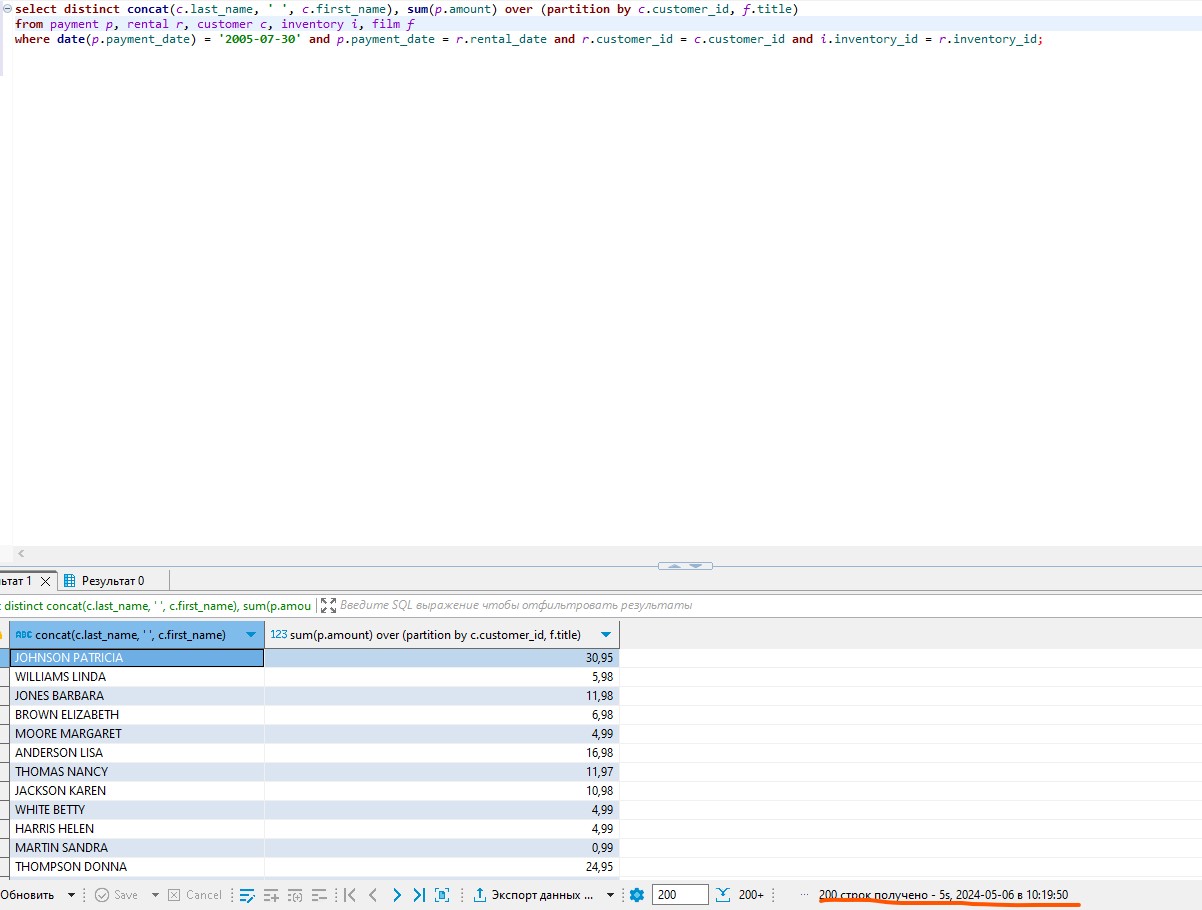 select distinct concat(c.last_name, ' ', c.first_name), sum(p.amount) over (partition by c.customer_id, f.title)
from payment p, rental r, customer c, inventory i, film f
where date(p.payment_date) = '2005-07-30' and p.payment_date = r.rental_date and r.customer_id = c.customer_id and i.inventory_id = r.inventory_id;
ьтат 1 Результат 0
t distinct concat(c.last_name, ' ', c.first_name), sum(p.amou Введите SQL выражение чтобы отфильтровать результаты
ABC concat(c.last_name, ' ', c.first_name) 123 sum(p.amount) over (partition by c.customer_id, f.title)
JOHNSON PATRICIA 30,95
WILLIAMS LINDA 5,98
JONES BARBARA 11,98
BROWN ELIZABETH 6,98
MOORE MARGARET 4,99
ANDERSON LISA 16,98
THOMAS NANCY 11,97
JACKSON KAREN 10,98
WHITE BETTY 4,99
HARRIS HELEN 4,99
MARTIN SANDRA 0,99
THOMPSON DONNA 24,95
Обновить Save Cancel Экспорт данных ... 200 200+ ... 200 строк получено - 5s, 2024-05-06 в 10:19:50